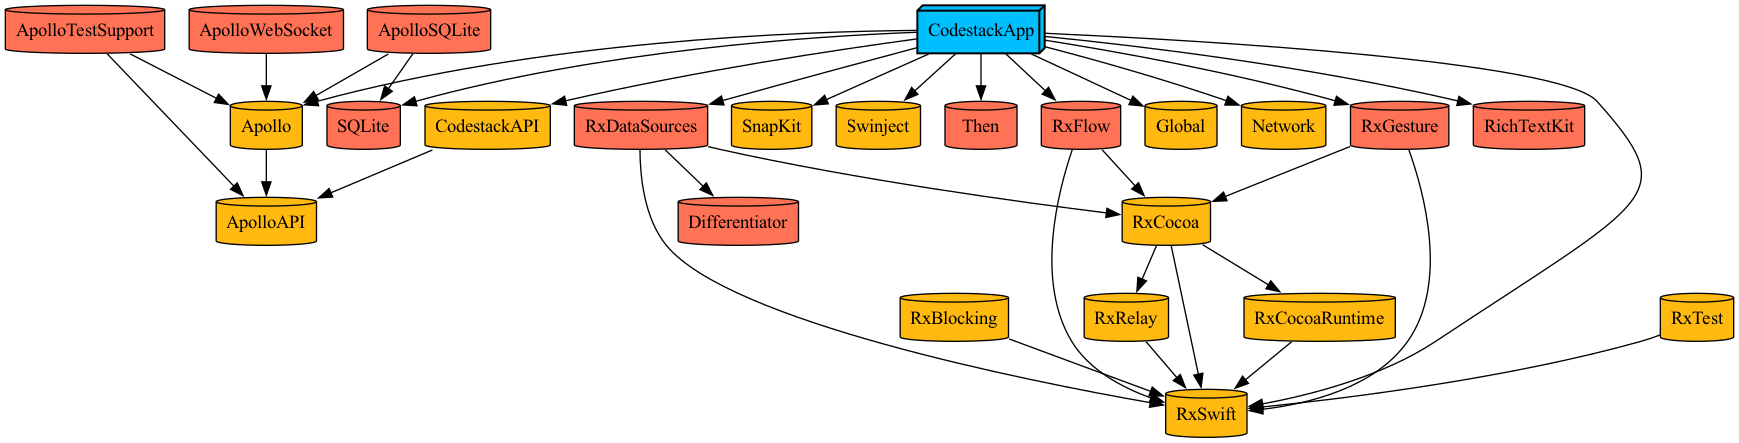 ApolloTestSupport
ApolloWebSocket
ApolloSQLite
CodestackApp
Apollo
SQLite
CodestackAPI
RxDataSources
SnapKit
Swinject
Then
RxFlow
Global
Network
RxGesture
RichTextKit
ApolloAPI
Differentiator
RxCocoa
RxBlocking
RxRelay
RxCocoaRuntime
RxTest
RxSwift